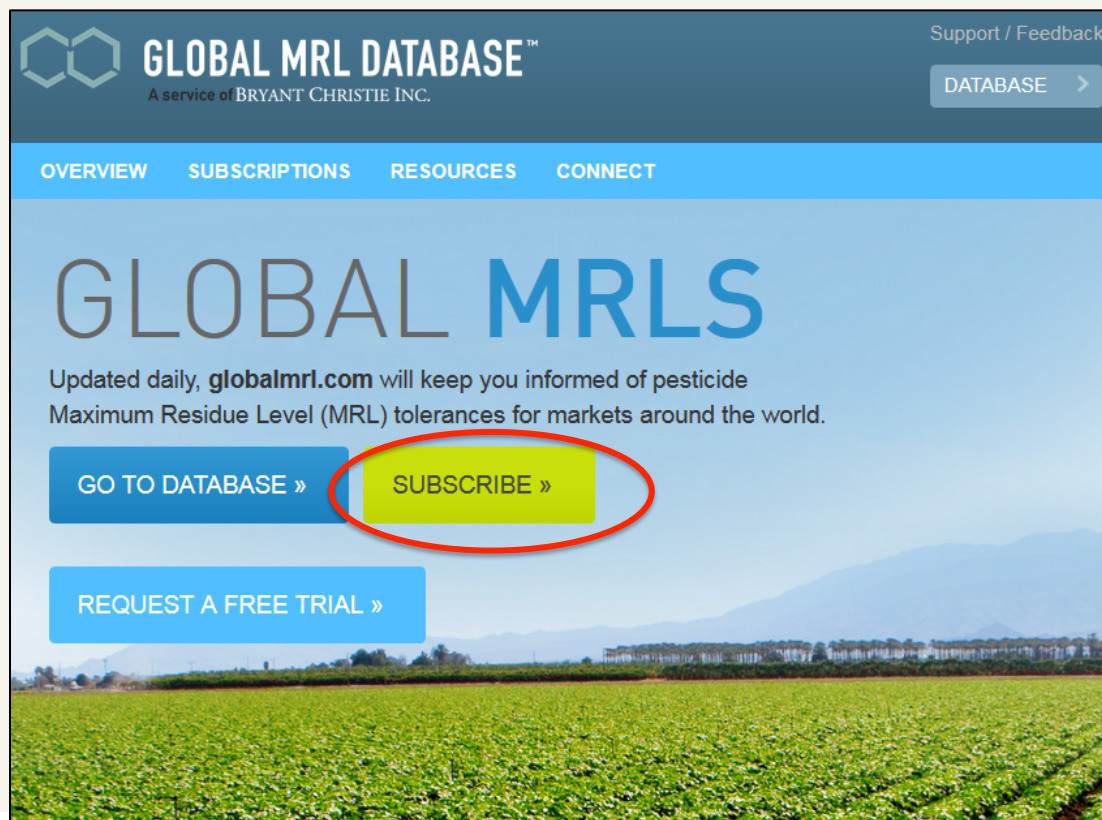 GLOBAL MRL DATABASE™
A service of BRYANT CHRISTIE INC.
Support / Feedback
DATABASE >
OVERVIEW SUBSCRIPTIONS RESOURCES CONNECT
GLOBAL MRLS
Updated daily, globalmrl.com will keep you informed of pesticide
Maximum Residue Level (MRL) tolerances for markets around the world.
GO TO DATABASE » SUBSCRIBE »
REQUEST A FREE TRIAL »